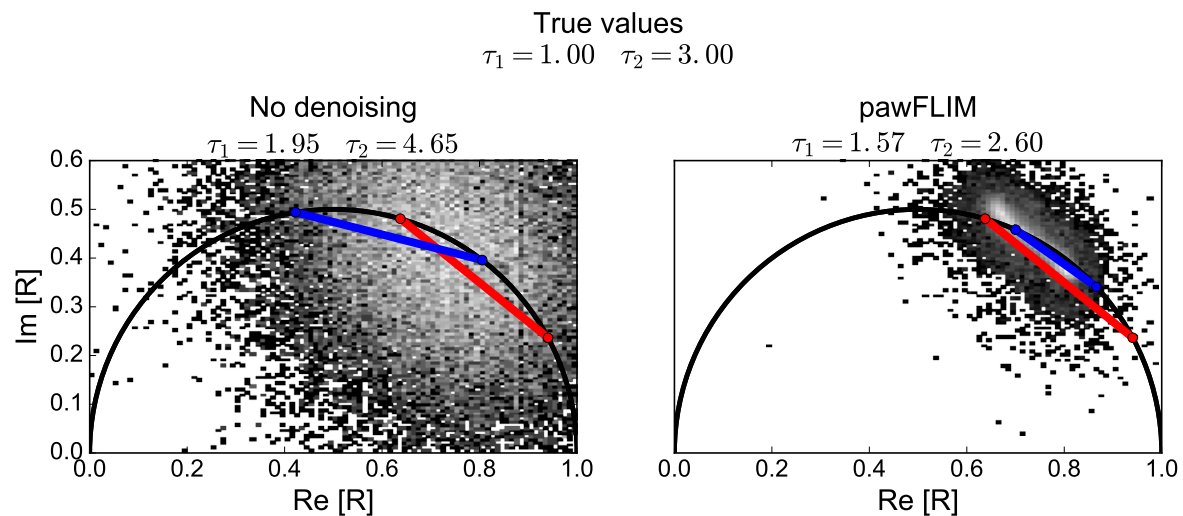 True values
τ₁ = 1.00 τ₂ = 3.00
No denoising
τ₁ = 1.95 τ₂ = 4.65
0.6
0.5
0.4
0.3
0.2
0.1
0.0
Im [R]
0.0 0.2 0.4 0.6 0.8 1.0
Re [R]
pawFLIM
τ₁ = 1.57 τ₂ = 2.60
0.0 0.2 0.4 0.6 0.8 1.0
Re [R]